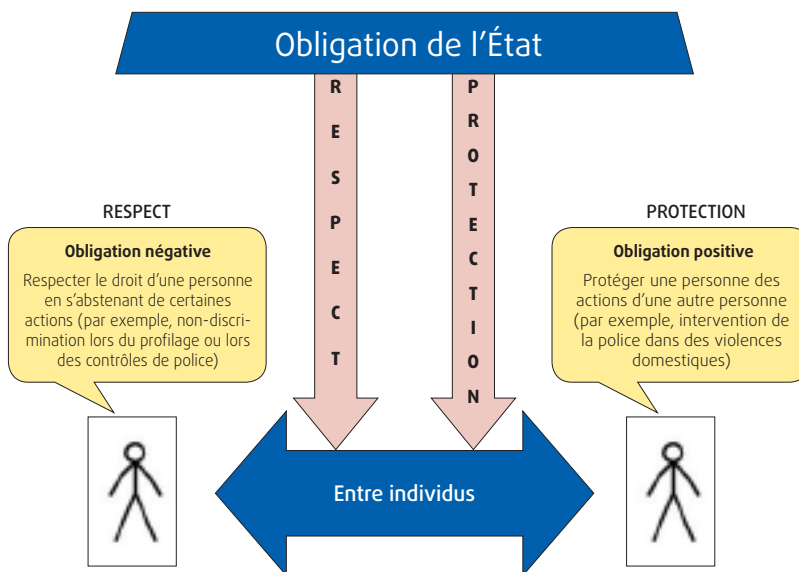 Obligation de l'État
RESPECT
PROTECTION
RESPECT
Obligation négative
Respecter le droit d'une personne
en s'abstenant de certaines
actions (par exemple, non-discri-
mination lors du profilage ou lors
des contrôles de police)
PROTECTION
Obligation positive
Protéger une personne des
actions d'une autre personne
(par exemple, intervention de
la police dans des violences
domestiques)
Entre individus